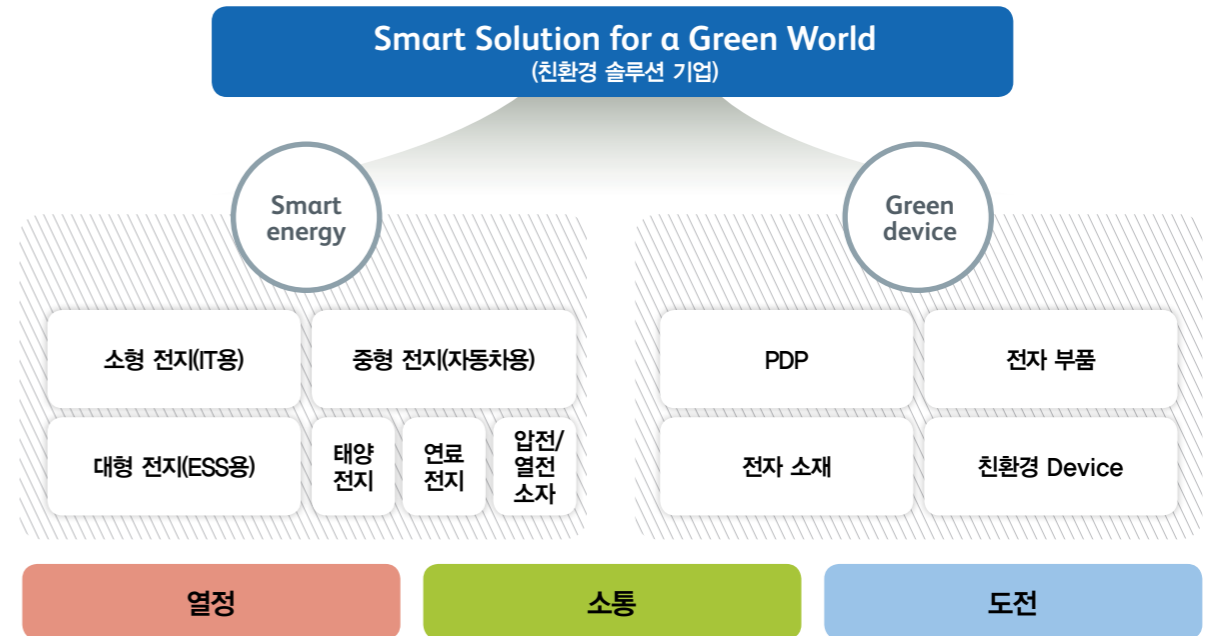 Smart Solution for a Green World
(친환경 솔루션 기업)
Smart
energy
Green
device
소형 전지(IT용)
중형 전지(자동차용)
대형 전지(ESS용)
태양
전지
연료
전지
압전/
열전
소자
PDP
전자 부품
전자 소재
친환경 Device
열정
소통
도전